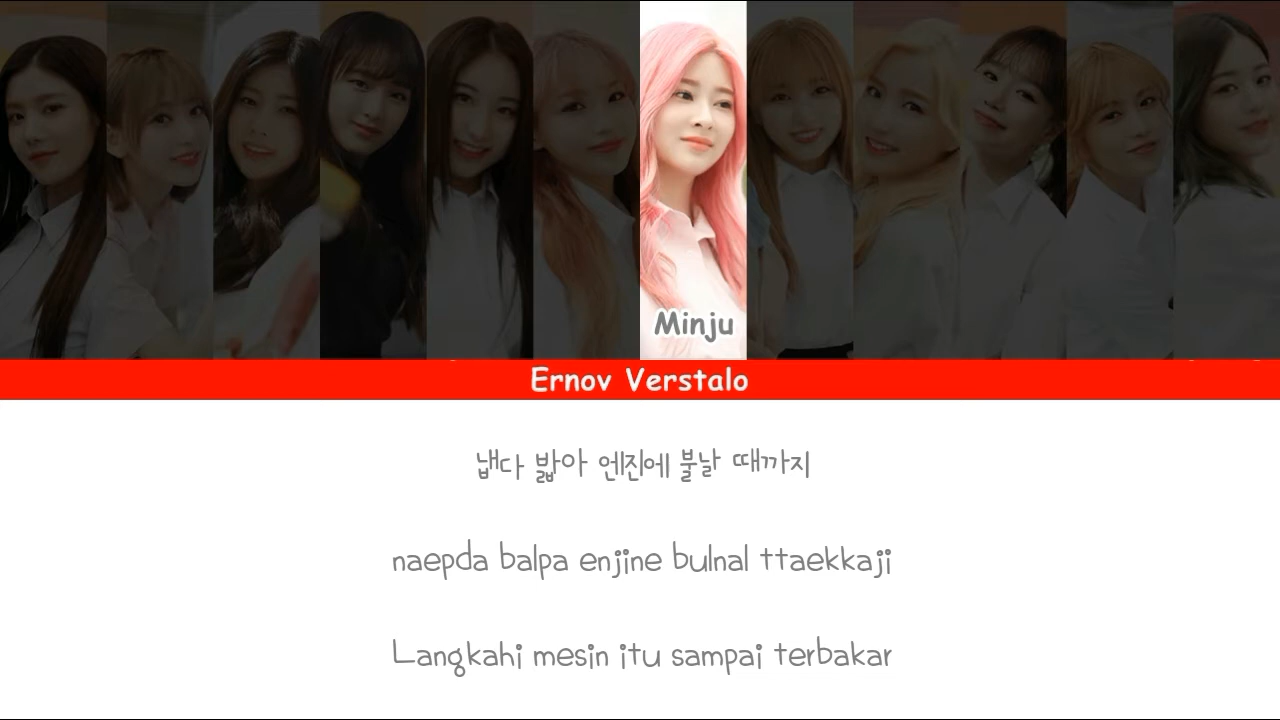 Minju
Ernov Verstalo
냅다 밟아 엔진에 불날 때까지
naepda balpa enjine bulnal ttaekkaji
Langkahi mesin itu sampai terbakar